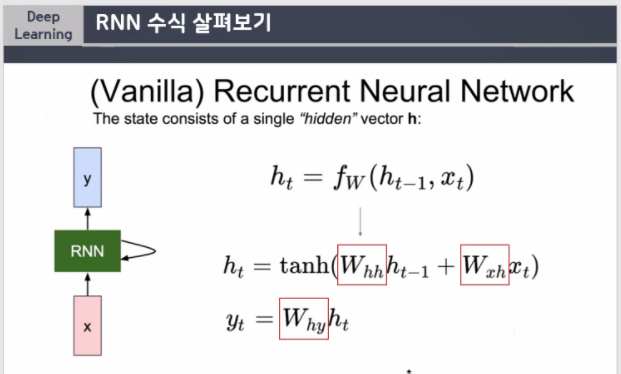 Deep
Learning
RNN 수식 살펴보기
(Vanilla) Recurrent Neural Network
The state consists of a single "hidden" vector h:
y
RNN
x
h_t = f_W(h_{t-1}, x_t)
h_t = tanh(W_{hh}h_{t-1} + W_{xh}x_t)
y_t = W_{hy}h_t